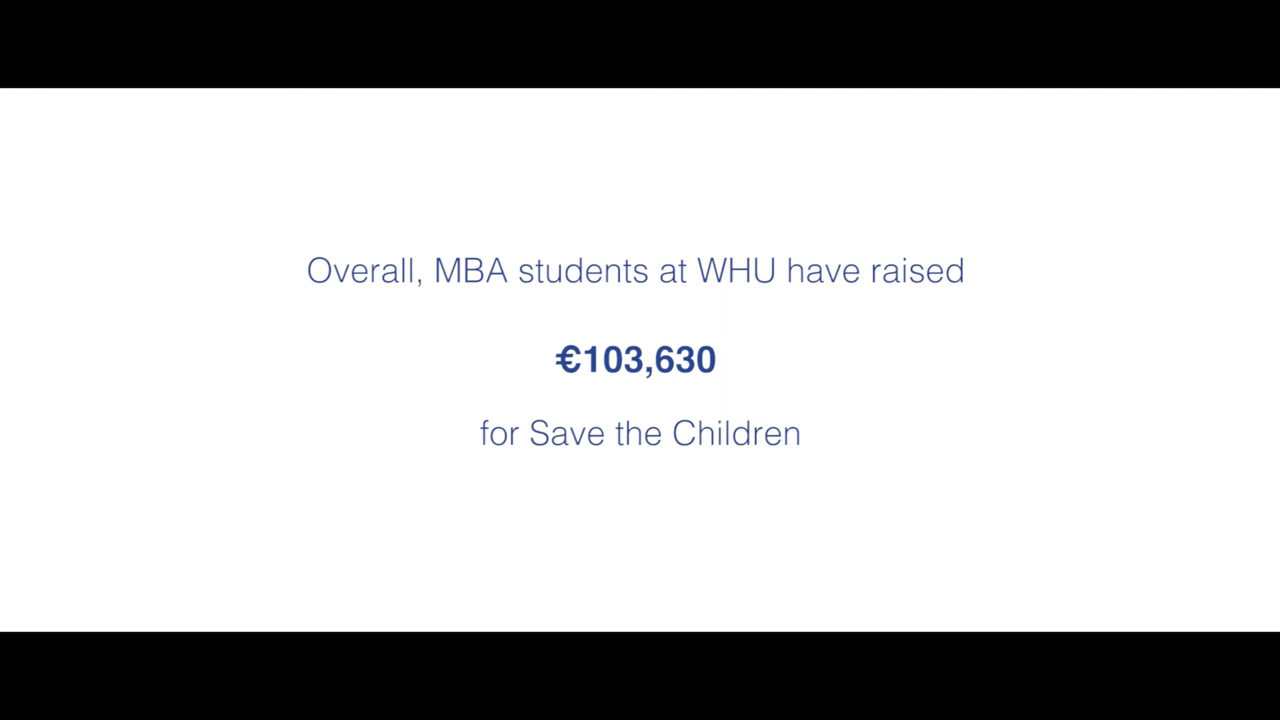 Overall, MBA students at WHU have raised
€103,630
for Save the Children